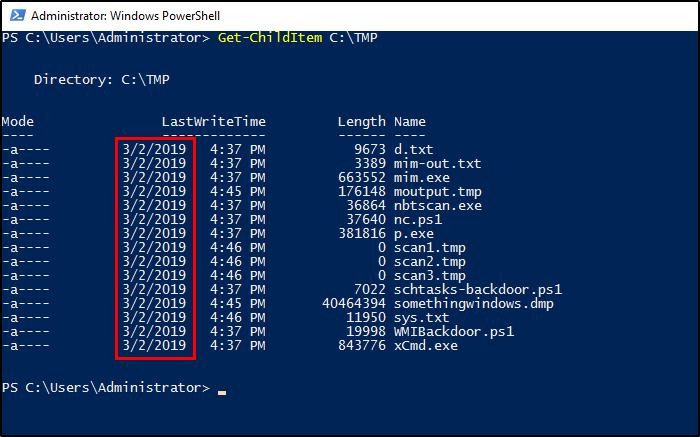 Administrator: Windows PowerShell
PS C:\Users\Administrator> Get-ChildItem C:\TMP
Directory: C:\TMP
Mode LastWriteTime Length Name
---- ------------- ------ ----
-a---- 3/2/2019 4:37 PM 9673 d.txt
-a---- 3/2/2019 4:37 PM 3389 mim-out.txt
-a---- 3/2/2019 4:37 PM 663552 mim.exe
-a---- 3/2/2019 4:45 PM 176148 moutput.tmp
-a---- 3/2/2019 4:37 PM 36864 nbtscan.exe
-a---- 3/2/2019 4:37 PM 37640 nc.ps1
-a---- 3/2/2019 4:37 PM 381816 p.exe
-a---- 3/2/2019 4:46 PM 0 scan1.tmp
-a---- 3/2/2019 4:46 PM 0 scan2.tmp
-a---- 3/2/2019 4:46 PM 0 scan3.tmp
-a---- 3/2/2019 4:37 PM 7022 schtasks-backdoor.ps1
-a---- 3/2/2019 4:45 PM 40464394 somethingwindows.dmp
-a---- 3/2/2019 4:46 PM 11950 sys.txt
-a---- 3/2/2019 4:37 PM 19998 WMIBackdoor.ps1
-a---- 3/2/2019 4:37 PM 843776 xCmd.exe
PS C:\Users\Administrator> _